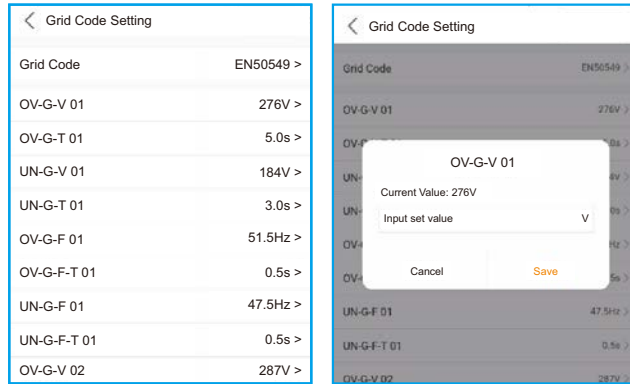 Grid Code Setting
Grid Code EN50549 >
OV-G-V 01 276V >
OV-G-T 01 5.0s >
UN-G-V 01 184V >
UN-G-T 01 3.0s >
OV-G-F 01 51.5Hz >
OV-G-F-T 01 0.5s >
UN-G-F 01 47.5Hz >
UN-G-F-T 01 0.5s >
OV-G-V 02 287V >
Grid Code Setting
Grid Code EN50549 >
OV-G-V 01 276V >
OV-G-V 01
Current Value: 276V
Input set value V
Cancel Save
UN-G-F 01 47.5Hz >
UN-G-F-T 01 0.5s >
OV-G-V 02 287V >